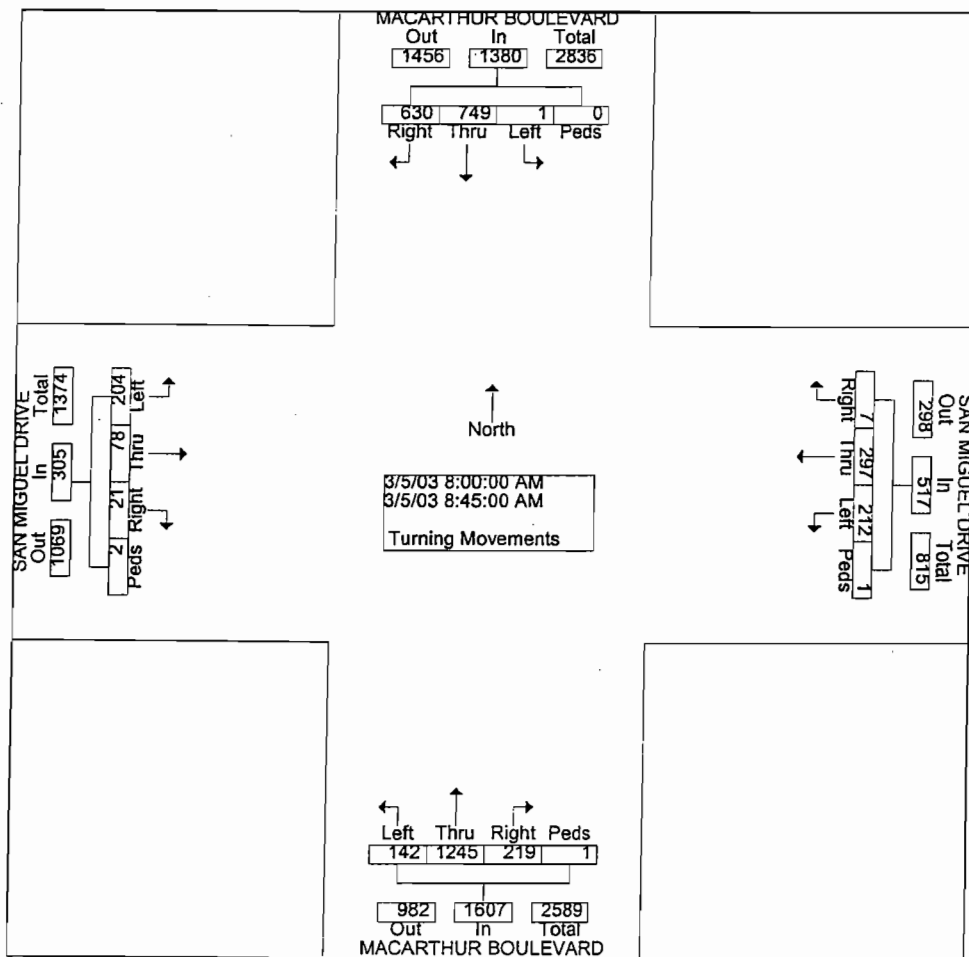 MACARTHUR BOULEVARD
Out In Total
1456 1380 2836
630 749 1 0
Right Thru Left Peds
SAN MIGUEL DRIVE
Out In Total
1069 305 1374
204 78 21 2
Left Thru Right Peds
North
3/5/03 8:00:00 AM
3/5/03 8:45:00 AM
Turning Movements
Right Thru Left Peds
7 297 212 1
298 517 815
Out In Total
SAN MIGUEL DRIVE
Left Thru Right Peds
142 1245 219 1
982 1607 2589
Out In Total
MACARTHUR BOULEVARD